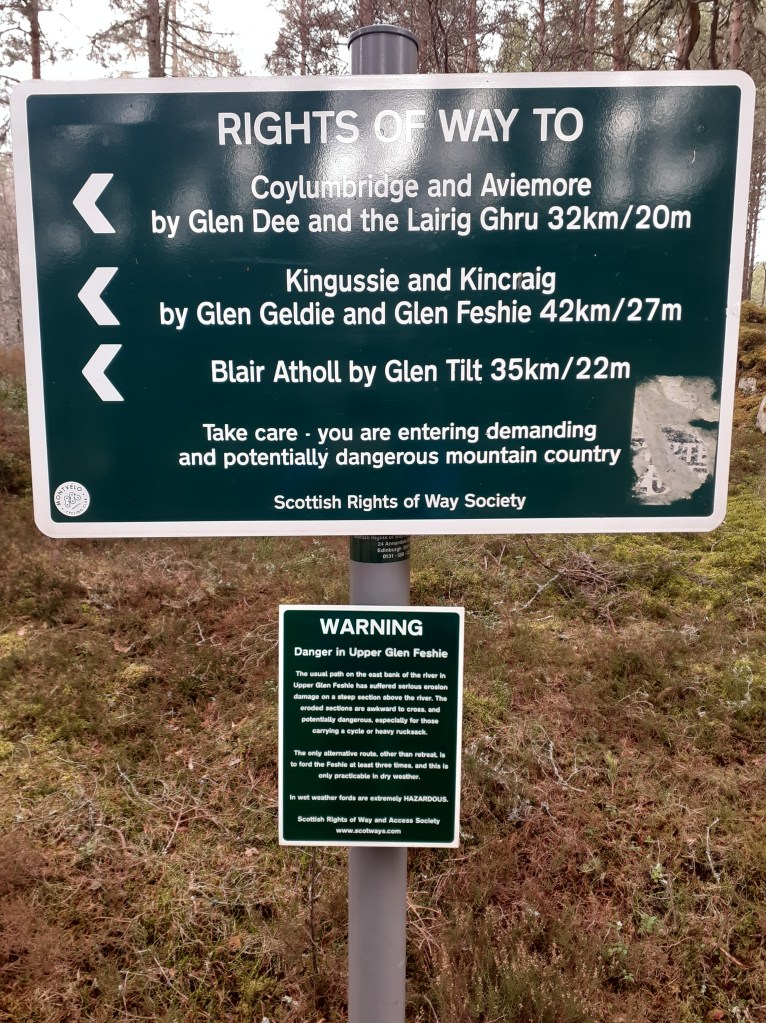 RIGHTS OF WAY TO
Coylumbridge and Aviemore
by Glen Dee and the Lairig Ghru 32km/20m
Kingussie and Kincraig
by Glen Geldie and Glen Feshie 42km/27m
Blair Atholl by Glen Tilt 35km/22m
Take care - you are entering demanding
and potentially dangerous mountain country
Scottish Rights of Way Society
MONTVELO
Scottish Rights of Way
Edinburgh
0131 -
WARNING
Danger in Upper Glen Feshie
The usual path on the east bank of the river in
Upper Glen Feshie has suffered serious erosion
damage on a steep section above the river. The
eroded sections are awkward to cross, and
potentially dangerous, especially for those
carrying a cycle or heavy rucksack.
The only alternative route, other than retreat, is
to ford the Feshie at least three times, and this is
only practicable in dry weather.
In wet weather fords are extremely HAZARDOUS.
Scottish Rights of Way and Access Society
www.scotways.com